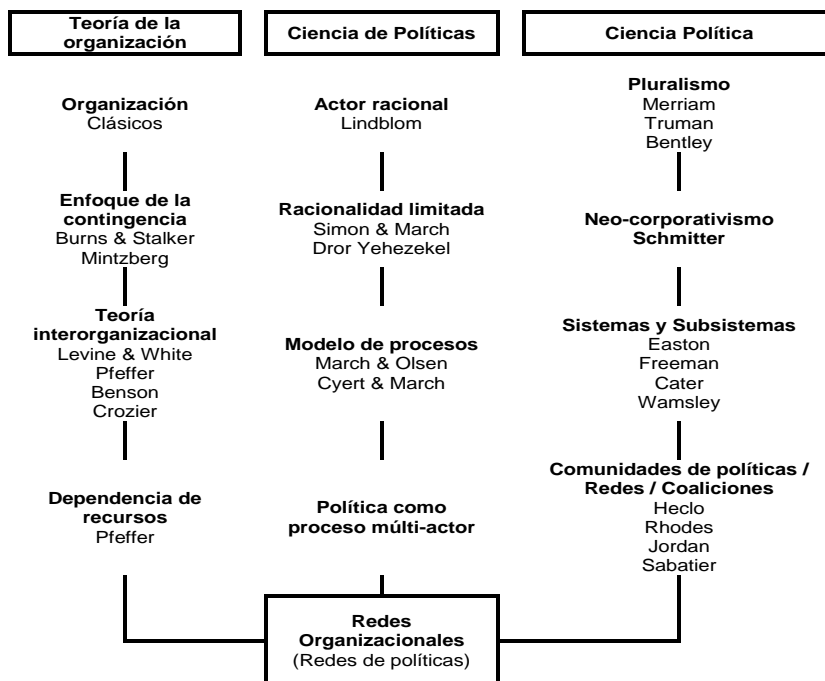 Teoría de la
organización
Organización
Clásicos
Enfoque de la
contingencia
Burns & Stalker
Mintzberg
Teoría
interorganizacional
Levine & White
Pfeffer
Benson
Crozier
Dependencia de
recursos
Pfeffer
Ciencia de Políticas
Actor racional
Lindblom
Racionalidad limitada
Simon & March
Dror Yehezekel
Modelo de procesos
March & Olsen
Cyert & March
Política como
proceso múlti-actor
Ciencia Política
Pluralismo
Merriam
Truman
Bentley
Neo-corporativismo
Schmitter
Sistemas y Subsistemas
Easton
Freeman
Cater
Wamsley
Comunidades de políticas /
Redes / Coaliciones
Heclo
Rhodes
Jordan
Sabatier
Redes
Organizacionales
(Redes de políticas)